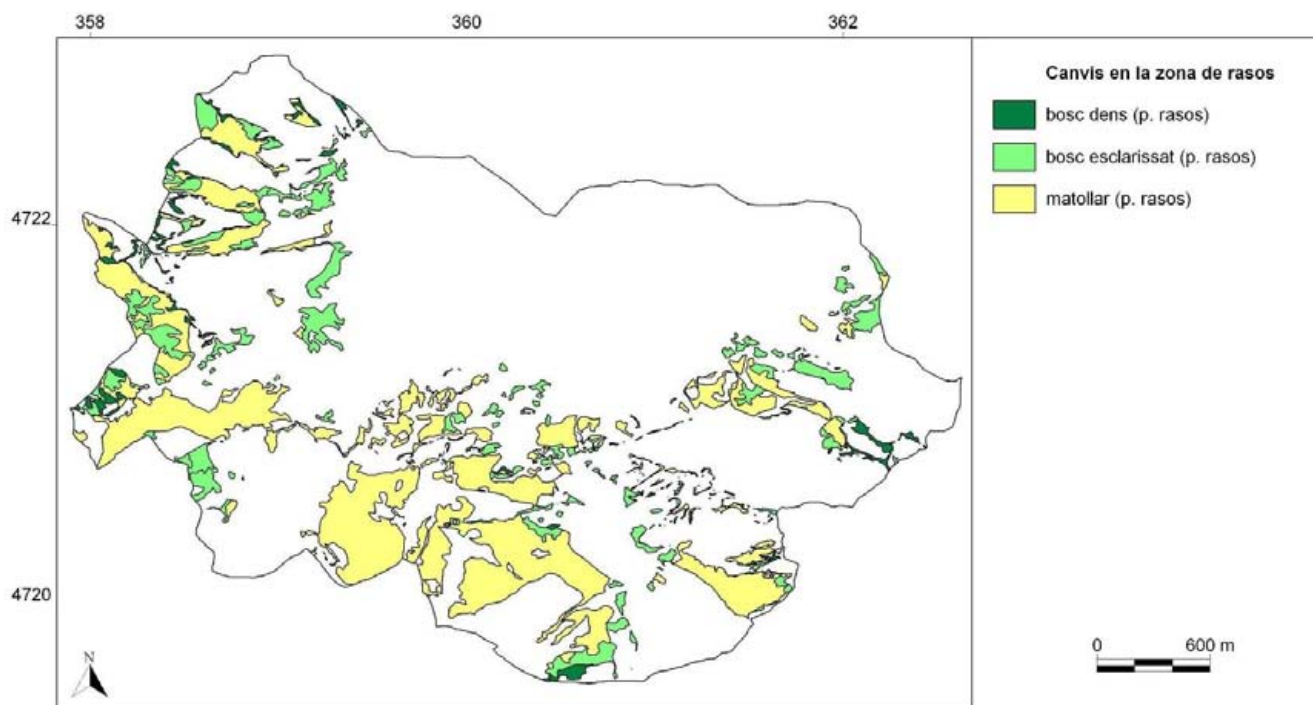 358 360 362
Canvis en la zona de rasos
bosc dens (p. rasos)
bosc esclarissat (p. rasos)
matollar (p. rasos)
4722
4720
N
0 600 m